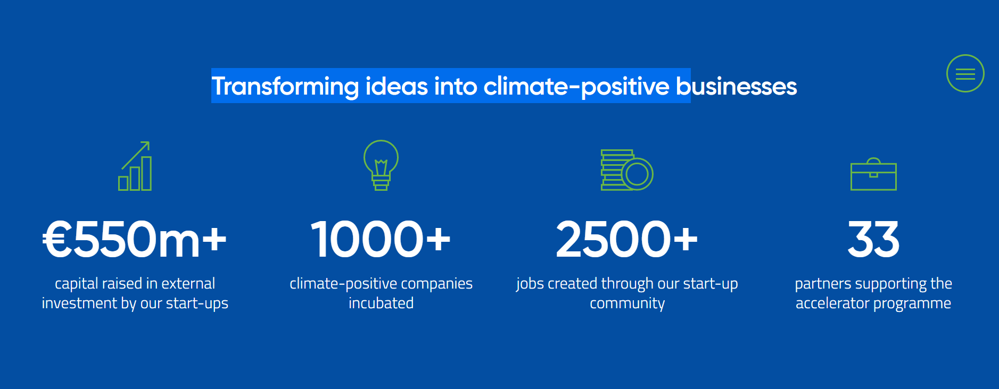 Transforming ideas into climate-positive businesses
€550m+
capital raised in external
investment by our start-ups
1000+
climate-positive companies
incubated
2500+
jobs created through our start-up
community
33
partners supporting the
accelerator programme